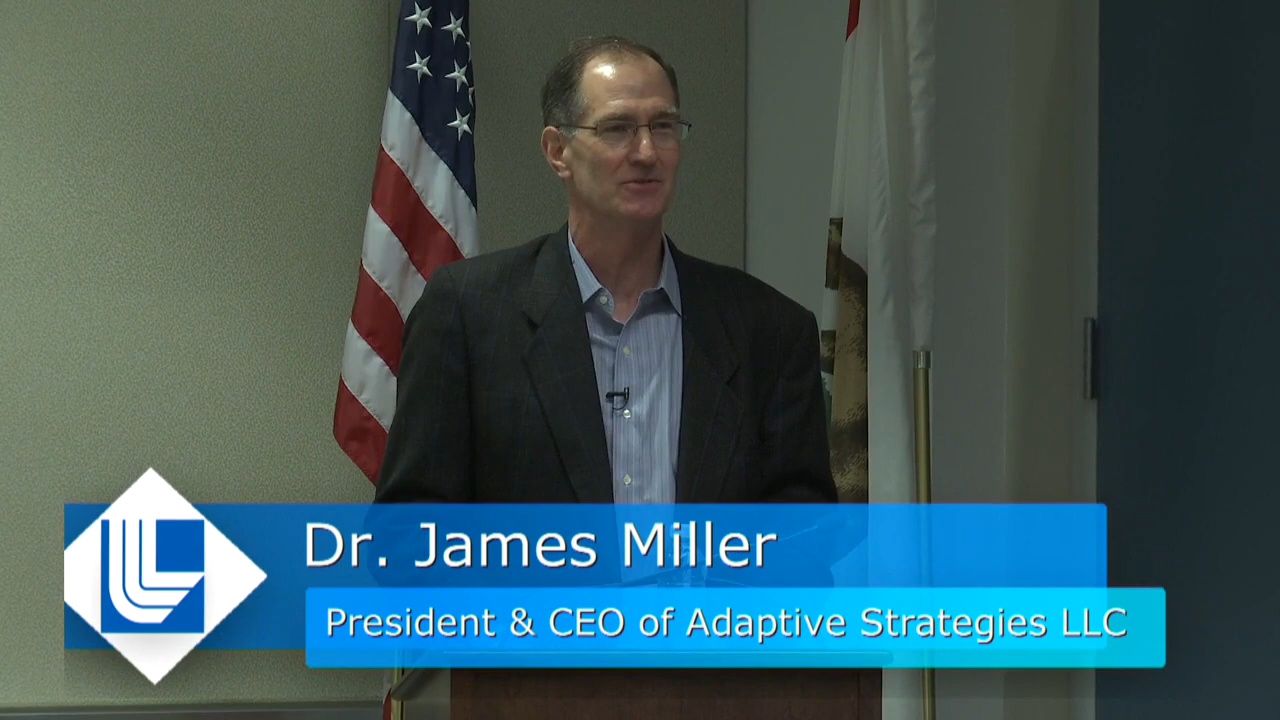 Dr. James Miller
President & CEO of Adaptive Strategies LLC